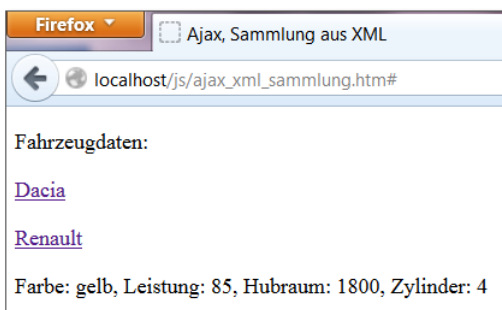 Firefox
Ajax, Sammlung aus XML
localhost/js/ajax_xml_sammlung.htm#
Fahrzeugdaten:
Dacia
Renault
Farbe: gelb, Leistung: 85, Hubraum: 1800, Zylinder: 4